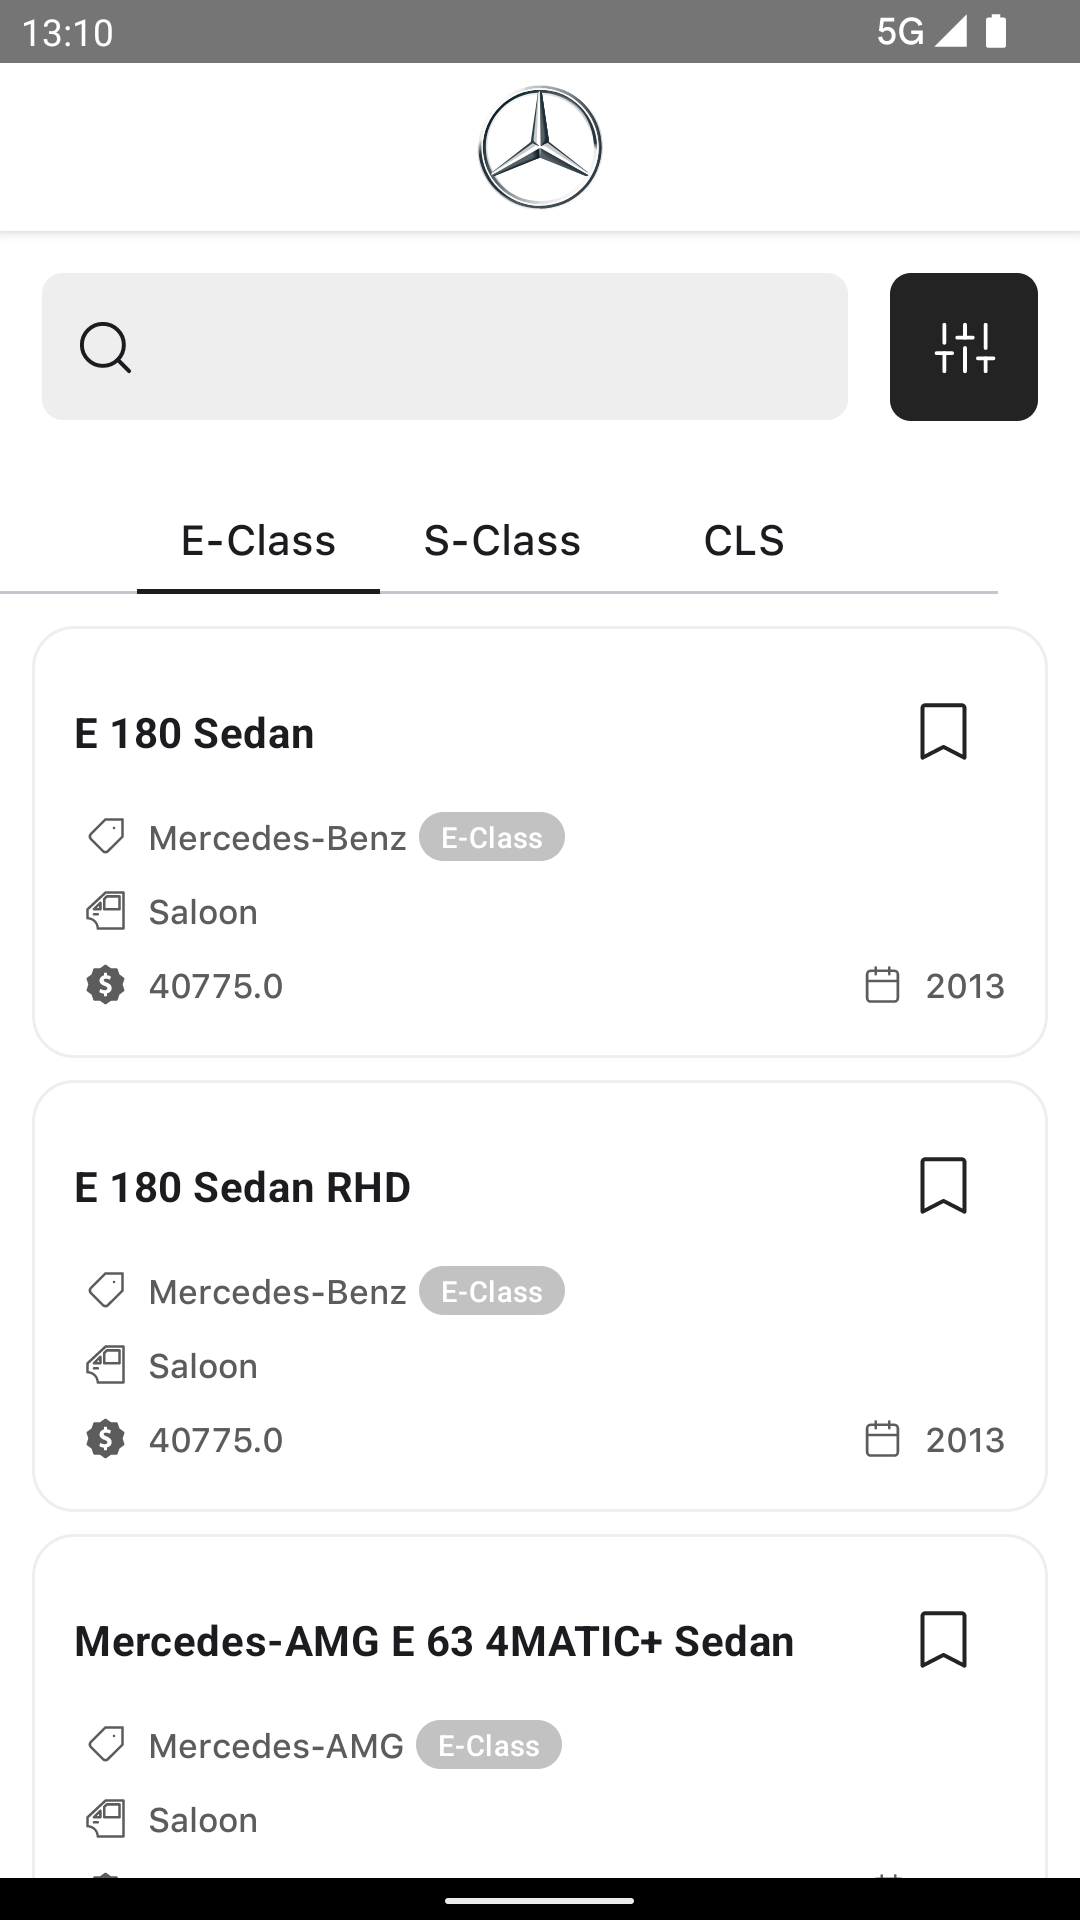 13:10
5G
E-Class
S-Class
CLS
E 180 Sedan
Mercedes-Benz E-Class
Saloon
40775.0
2013
E 180 Sedan RHD
Mercedes-Benz E-Class
Saloon
40775.0
2013
Mercedes-AMG E 63 4MATIC+ Sedan
Mercedes-AMG E-Class
Saloon